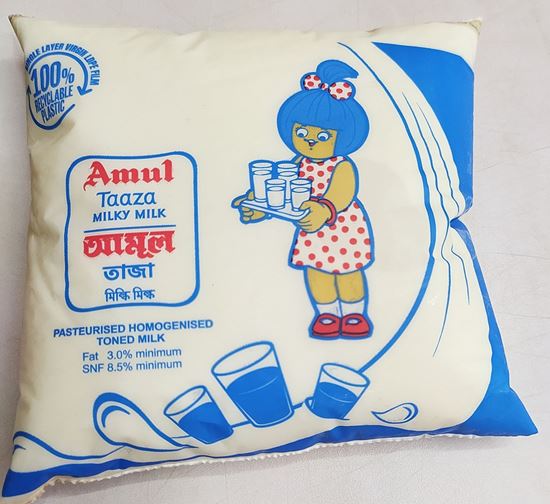 SINGLE LAYER VIRGIN LDPE FILM
100%
RECYCLABLE
PLASTIC
Amul
Taaza
MILKY MILK
আমূল
তাজা
মিল্কি মিল্ক
PASTEURISED HOMOGENISED
TONED MILK
Fat 3.0% minimum
SNF 8.5% minimum